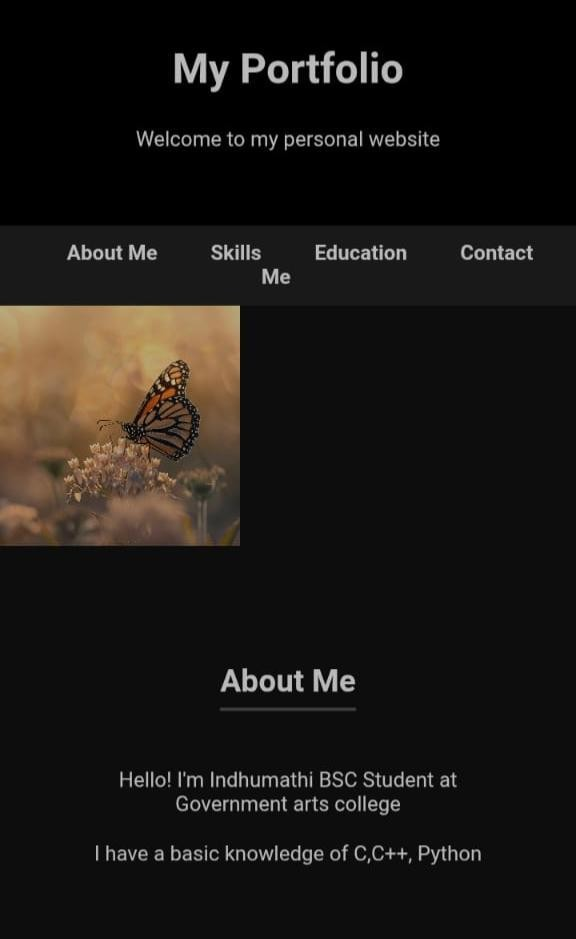 My Portfolio
Welcome to my personal website
About Me Skills Education Contact
Me
About Me
Hello! I'm Indhumathi BSC Student at
Government arts college
I have a basic knowledge of C,C++, Python